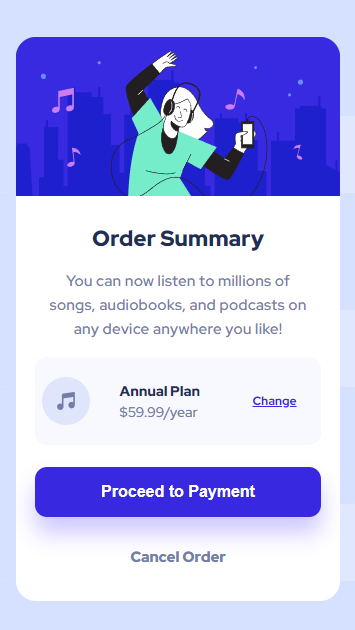 Order Summary
You can now listen to millions of
songs, audiobooks, and podcasts on
any device anywhere you like!
Annual Plan
$59.99/year
Change
Proceed to Payment
Cancel Order